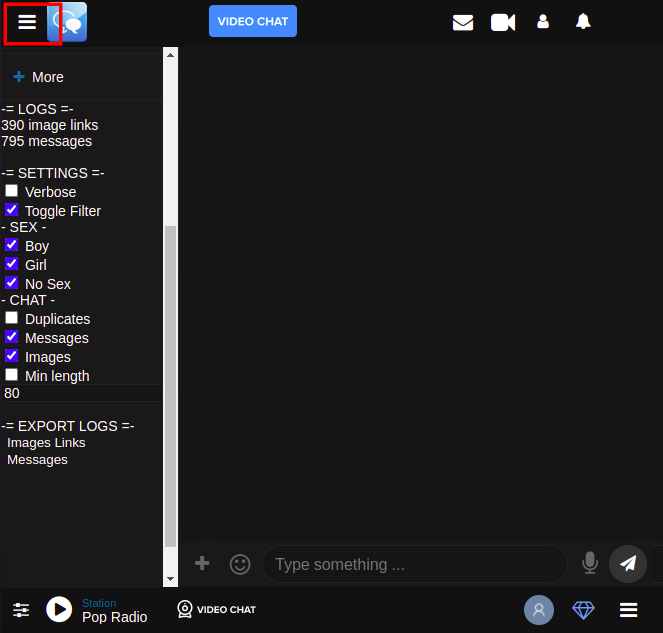 VIDEO CHAT
More
-= LOGS =-
390 image links
795 messages
-= SETTINGS =-
Verbose
Toggle Filter
- SEX -
Boy
Girl
No Sex
- CHAT -
Duplicates
Messages
Images
Min length
80
-= EXPORT LOGS =-
Images Links
Messages
Type something ...
Station
Pop Radio
VIDEO CHAT